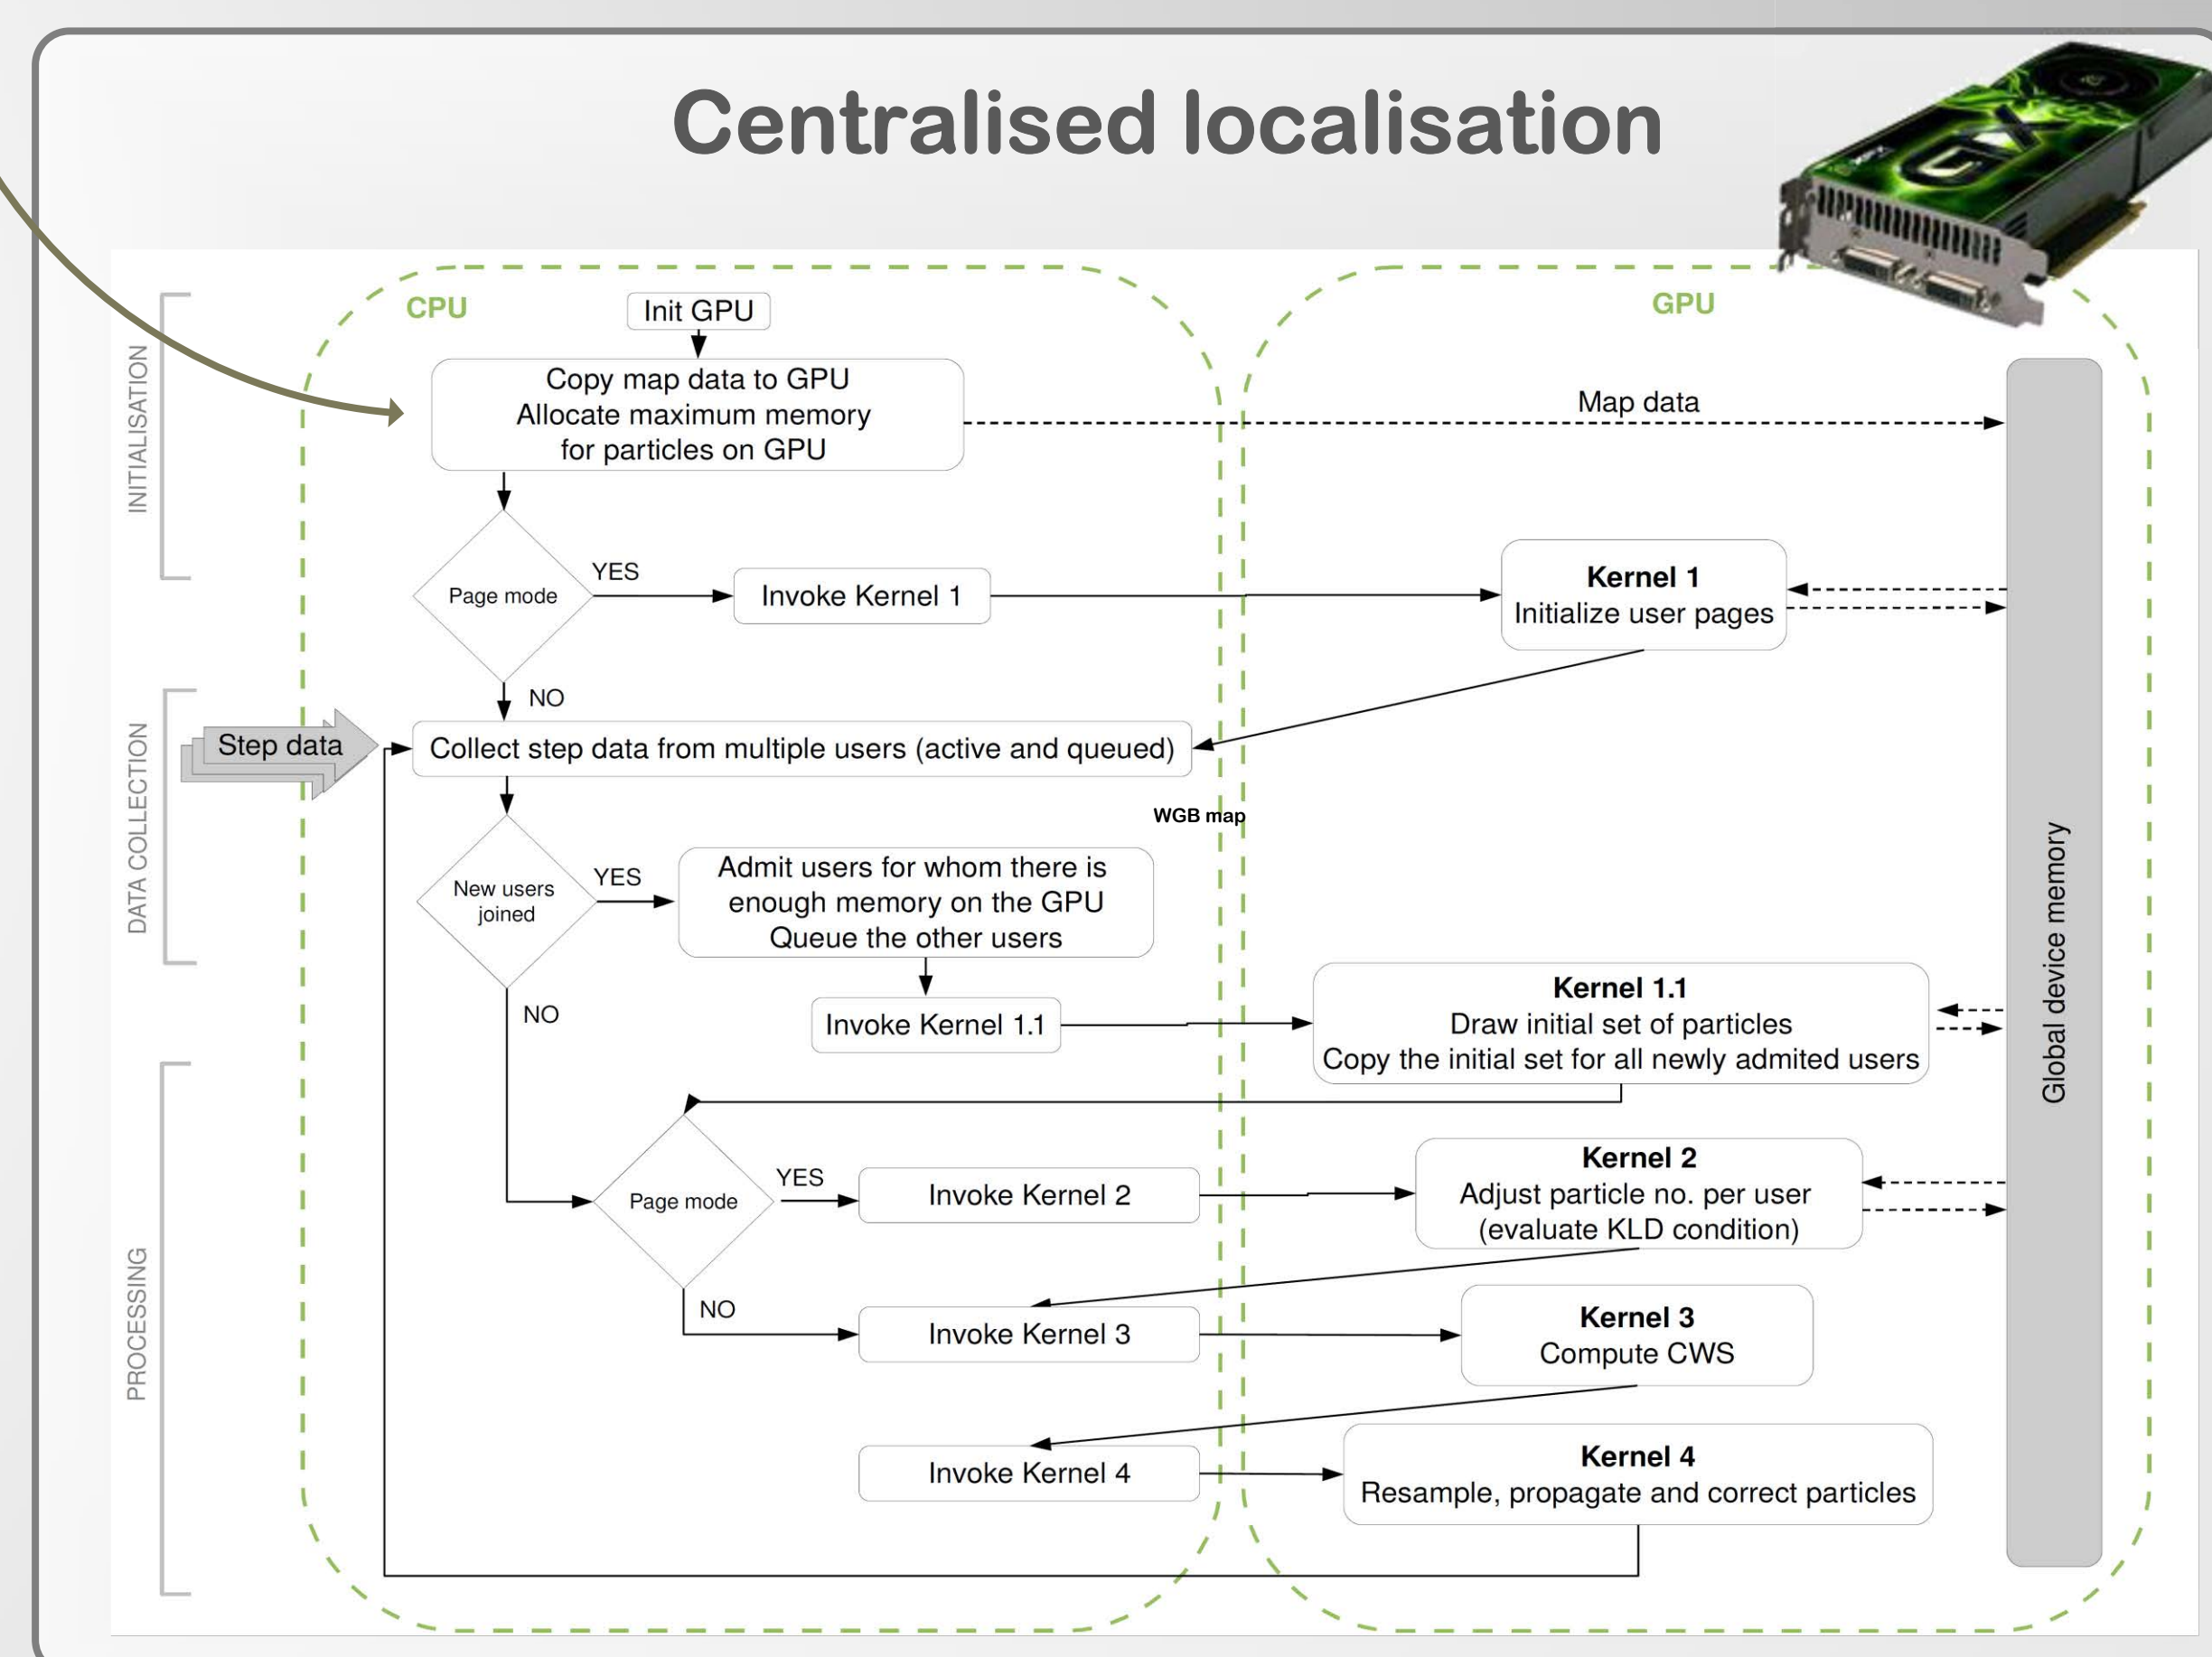 Centralised localisation
CPU
GPU
INITIALISATION
Init GPU
Copy map data to GPU
Allocate maximum memory
for particles on GPU
Map data
Page mode
YES
Invoke Kernel 1
Kernel 1
Initialize user pages
NO
DATA COLLECTION
Step data
Collect step data from multiple users (active and queued)
WGB map
New users
joined
YES
Admit users for whom there is
enough memory on the GPU
Queue the other users
NO
Invoke Kernel 1.1
Kernel 1.1
Draw initial set of particles
Copy the initial set for all newly admited users
Global device memory
PROCESSING
Page mode
YES
Invoke Kernel 2
Kernel 2
Adjust particle no. per user
(evaluate KLD condition)
NO
Invoke Kernel 3
Kernel 3
Compute CWS
Invoke Kernel 4
Kernel 4
Resample, propagate and correct particles